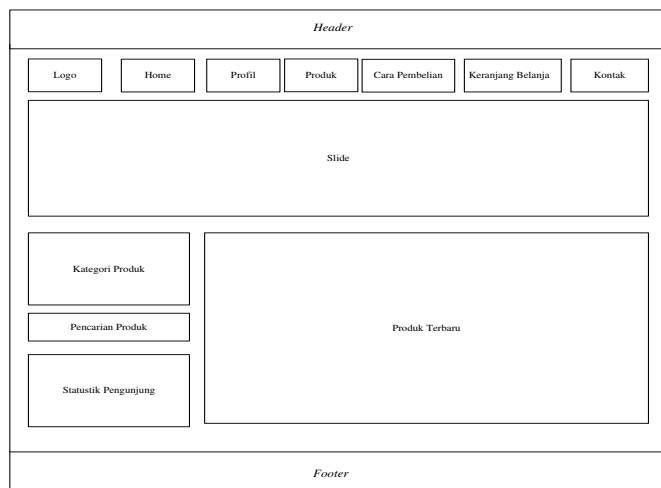 Header
Logo
Home
Profil
Produk
Cara Pembelian
Keranjang Belanja
Kontak
Slide
Kategori Produk
Pencarian Produk
Statustik Pengunjung
Produk Terbaru
Footer